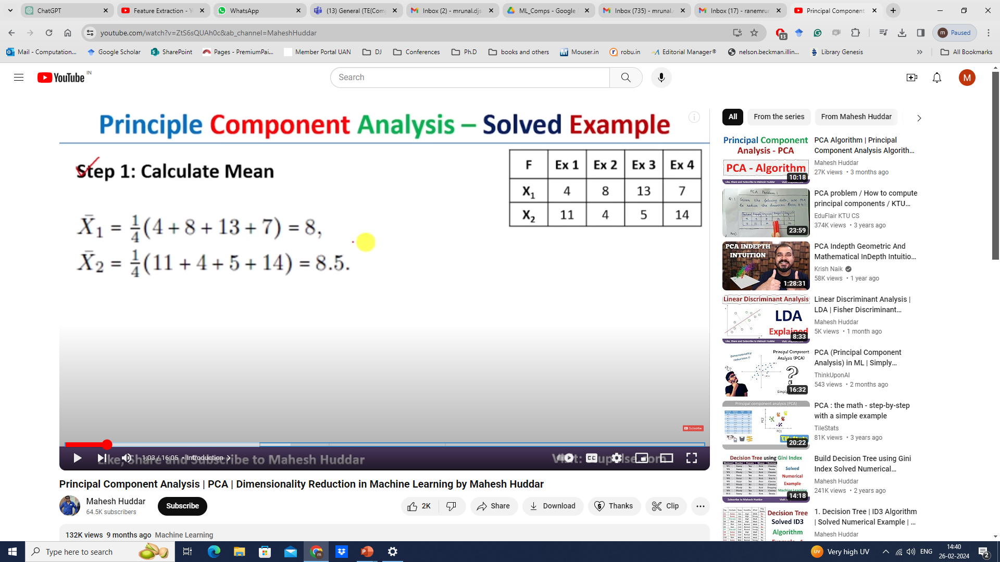 ChatGPT
Feature Extraction - Y
WhatsApp
(13) General (TE(Com
Inbox (2) - mrunal.djs
ML_Comps - Google
Inbox (735) - mrunal.
Inbox (17) - ranemru
Principal Component
youtube.com/watch?v=ZtS6sQUAh0c&ab_channel=MaheshHuddar
13
m Paused
Mail - Computation...
Google Scholar
SharePoint
Pages - PremiumPai...
Member Portal UAN
DJ
Conferences
Ph.D
books and others
Mouser.in
robu.in
Editorial Manager®
nelson.beckman.illin...
Library Genesis
»
All Bookmarks
YouTube IN
Search
M
Principle Component Analysis – Solved Example
Step 1: Calculate Mean
F Ex 1 Ex 2 Ex 3 Ex 4
X₁ 4 8 13 7
X₂ 11 4 5 14
X̄₁ = ¼(4 + 8 + 13 + 7) = 8,
X̄₂ = ¼(11 + 4 + 5 + 14) = 8.5.
Subscribe
1:03 / 16:05 • Introduction
Like, Share and Subscribe to Mahesh Huddar
Visit:
CC
Principal Component Analysis | PCA | Dimensionality Reduction in Machine Learning by Mahesh Huddar
Mahesh Huddar
64.5K subscribers
Subscribe
2K
Share
Download
Thanks
Clip
132K views 9 months ago Machine Learning
All
From the series
From Mahesh Huddar
Principal Component
Analysis - PCA
PCA - Algorithm
10:18
PCA Algorithm | Principal
Component Analysis Algorith...
Mahesh Huddar
27K views • 3 months ago
PCA Problem 1
23:59
PCA problem / How to compute
principal components / KTU...
EduFlair KTU CS
374K views • 3 years ago
PCA INDEPTH
INTUITION
1:28:31
PCA Indepth Geometric And
Mathematical InDepth Intuitio...
Krish Naik
58K views • 1 year ago
Linear Discriminant Analysis
LDA
Explained
8:33
Linear Discriminant Analysis |
LDA | Fisher Discriminant...
Mahesh Huddar
5K views • 1 month ago
Dimensionality
reduction !!
Principal Component
Analysis (PCA)
16:32
PCA (Principal Component
Analysis) in ML | Simply...
ThinkUponAI
543 views • 2 months ago
Principal component analysis (PCA)
PC2
PC1
20:22
PCA : the math - step-by-step
with a simple example
TileStats
81K views • 3 years ago
Decision Tree using Gini Index
Solved
Numerical
Example
Machine Learning
14:18
Build Decision Tree using Gini
Index Solved Numerical...
Mahesh Huddar
241K views • 2 years ago
Decision Tree
Solved ID3
Algorithm
1. Decision Tree | ID3 Algorithm
| Solved Numerical Example | ...
Mahesh Huddar
Type here to search
UV Very high UV
ENG
14:40
26-02-2024
2